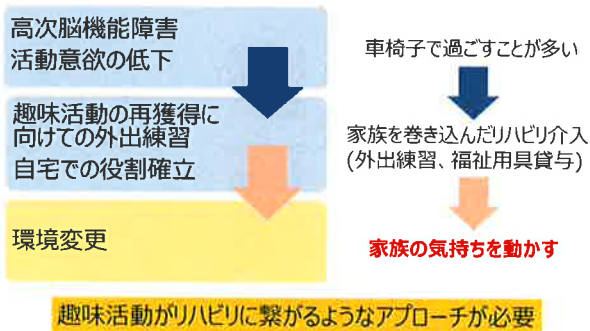 高次脳機能障害
活動意欲の低下
趣味活動の再獲得に
向けての外出練習
自宅での役割確立
環境変更
車椅子で過ごすことが多い
家族を巻き込んだリハビリ介入
(外出練習、福祉用具貸与)
家族の気持ちを動かす
趣味活動がリハビリに繋がるようなアプローチが必要